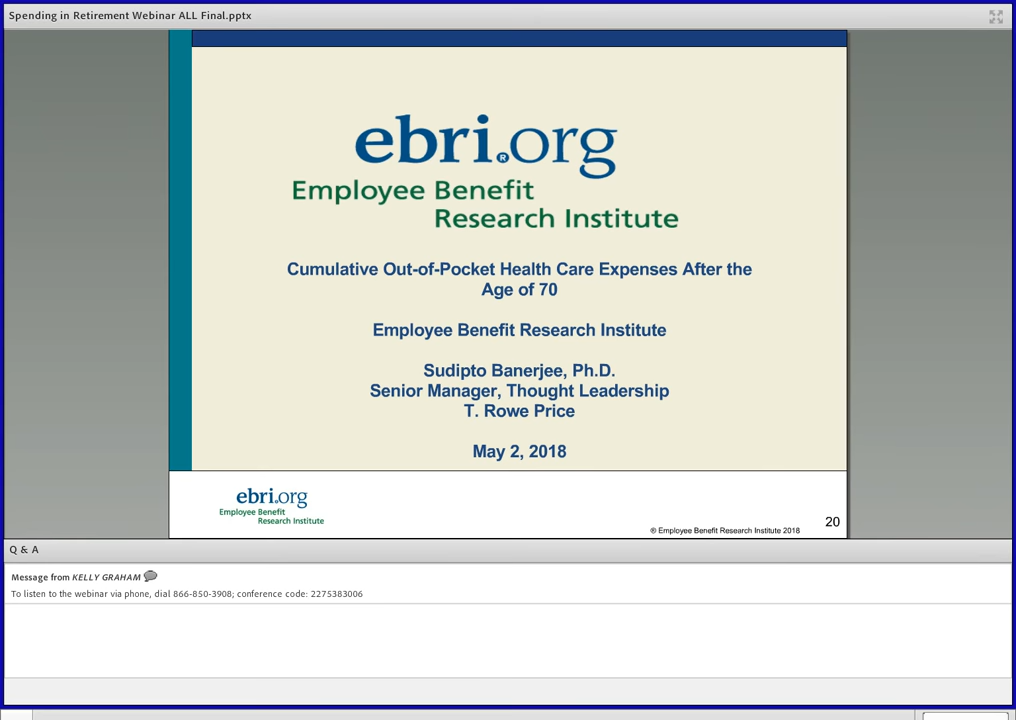 Spending in Retirement Webinar ALL Final.pptx
ebri.org
®
Employee Benefit
Research Institute
Cumulative Out-of-Pocket Health Care Expenses After the
Age of 70
Employee Benefit Research Institute
Sudipto Banerjee, Ph.D.
Senior Manager, Thought Leadership
T. Rowe Price
May 2, 2018
ebri.org
Employee Benefit
Research Institute
® Employee Benefit Research Institute 2018
20
Q & A
Message from KELLY GRAHAM
To listen to the webinar via phone, dial 866-850-3908; conference code: 2275383006